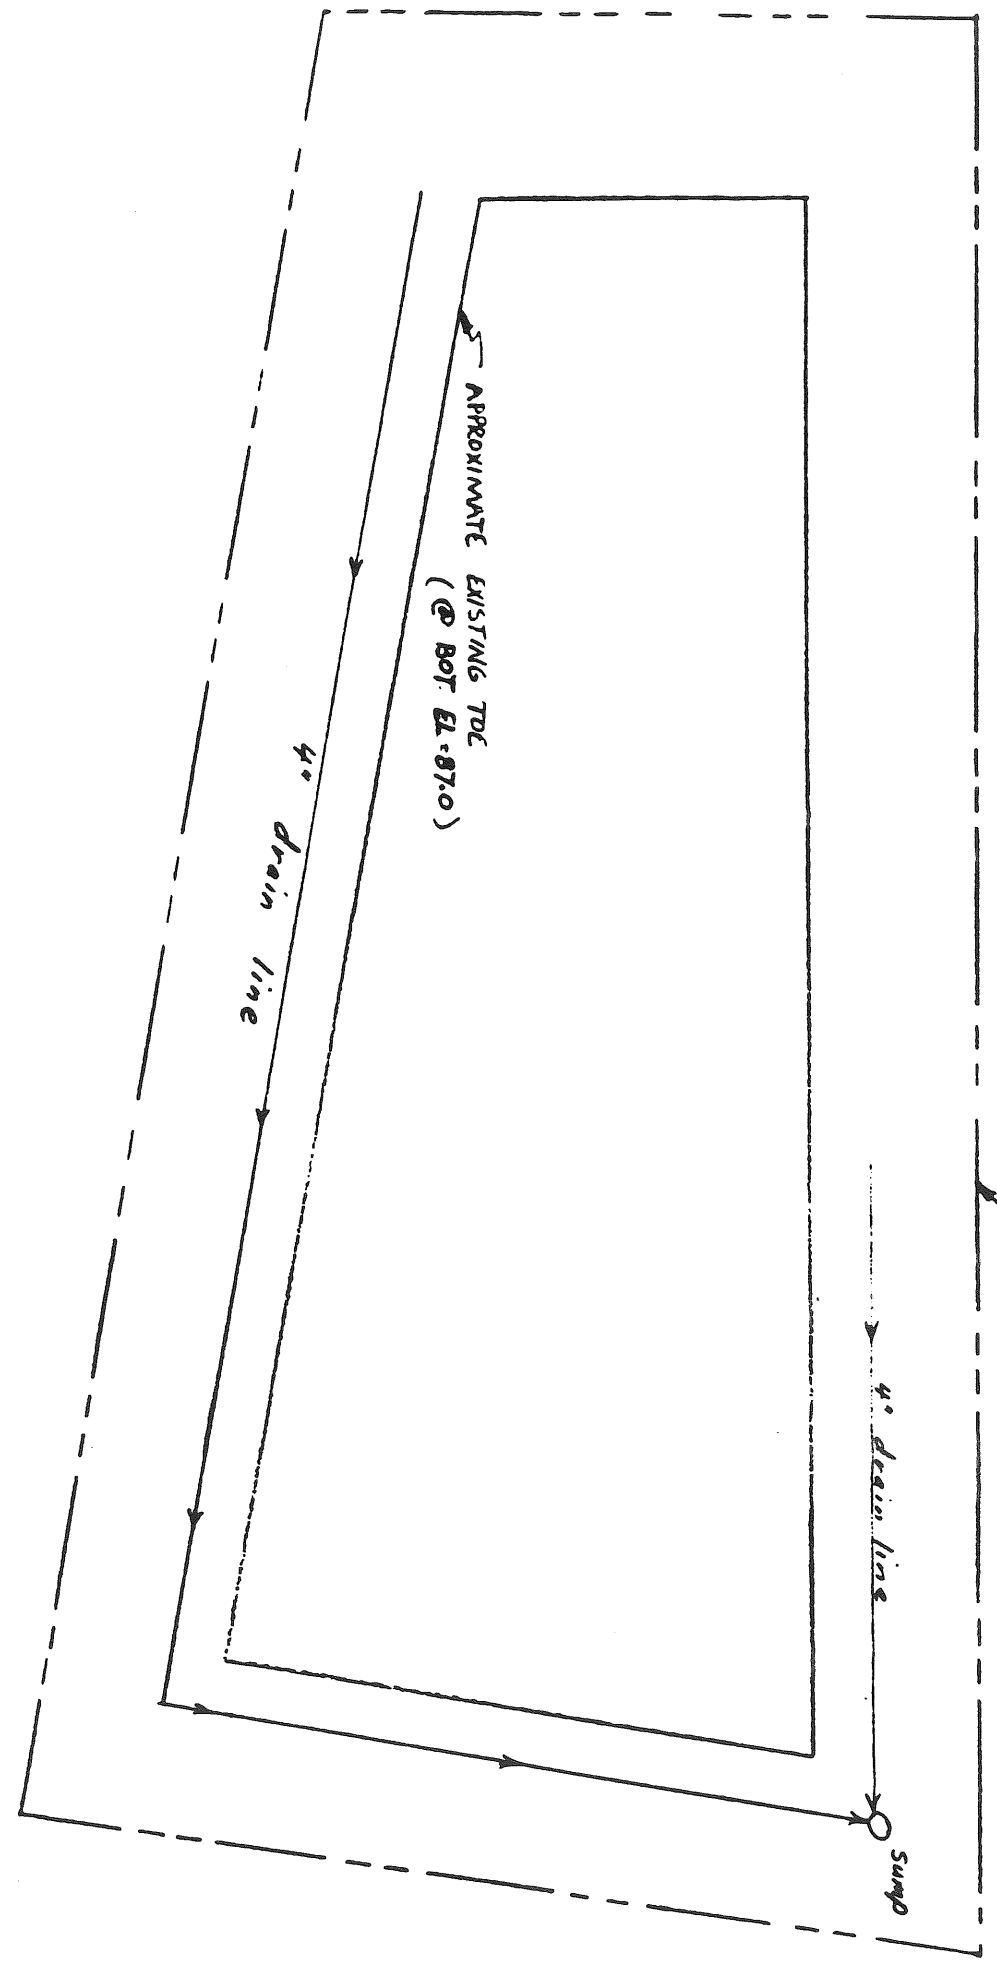 APPROXIMATE EXISTING TOE
(@ BOT. EL=87.0)
4" drain line
4" drain line
Sump